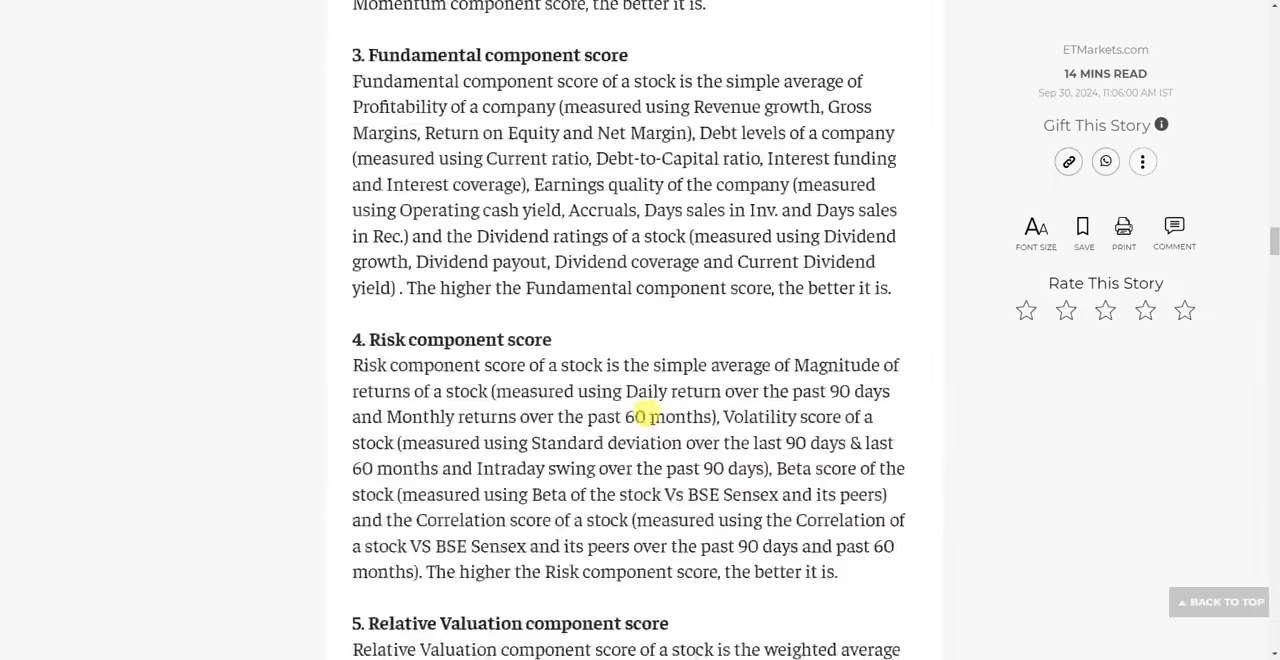 Momentum component score, the better it is.
3. Fundamental component score
Fundamental component score of a stock is the simple average of
Profitability of a company (measured using Revenue growth, Gross
Margins, Return on Equity and Net Margin), Debt levels of a company
(measured using Current ratio, Debt-to-Capital ratio, Interest funding
and Interest coverage), Earnings quality of the company (measured
using Operating cash yield, Accruals, Days sales in Inv. and Days sales
in Rec.) and the Dividend ratings of a stock (measured using Dividend
growth, Dividend payout, Dividend coverage and Current Dividend
yield) . The higher the Fundamental component score, the better it is.
4. Risk component score
Risk component score of a stock is the simple average of Magnitude of
returns of a stock (measured using Daily return over the past 90 days
and Monthly returns over the past 60 months), Volatility score of a
stock (measured using Standard deviation over the last 90 days & last
60 months and Intraday swing over the past 90 days), Beta score of the
stock (measured using Beta of the stock Vs BSE Sensex and its peers)
and the Correlation score of a stock (measured using the Correlation of
a stock VS BSE Sensex and its peers over the past 90 days and past 60
months). The higher the Risk component score, the better it is.
5. Relative Valuation component score
Relative Valuation component score of a stock is the weighted average
ETMarkets.com
14 MINS READ
Sep 30, 2024, 11:06:00 AM IST
Gift This Story
AA
FONT SIZE
SAVE
PRINT
COMMENT
Rate This Story
BACK TO TOP